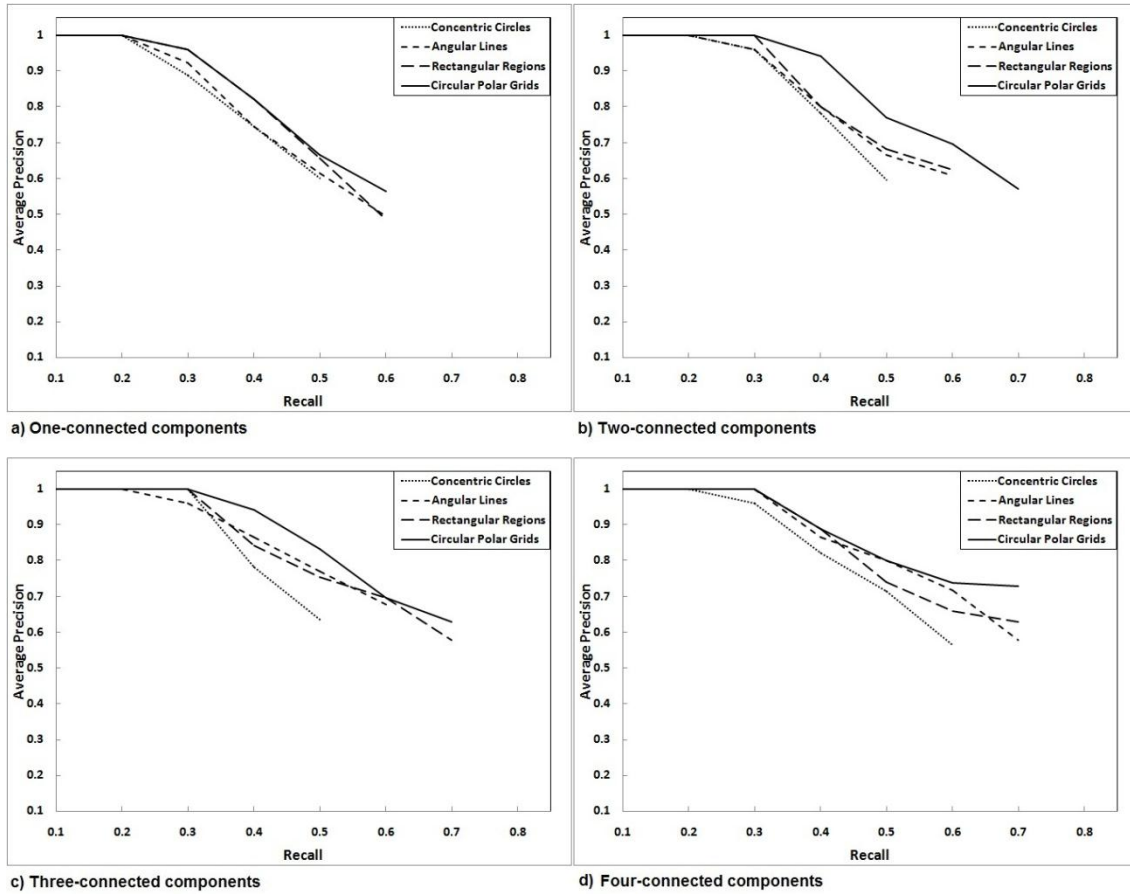 Concentric Circles
Angular Lines
Rectangular Regions
Circular Polar Grids
1
0.9
0.8
0.7
0.6
0.5
0.4
0.3
0.2
0.1
Average Precision
0.1 0.2 0.3 0.4 0.5 0.6 0.7 0.8
Recall
a) One-connected components
Concentric Circles
Angular Lines
Rectangular Regions
Circular Polar Grids
1
0.9
0.8
0.7
0.6
0.5
0.4
0.3
0.2
0.1
Average Precision
0.1 0.2 0.3 0.4 0.5 0.6 0.7 0.8
Recall
b) Two-connected components
Concentric Circles
Angular Lines
Rectangular Regions
Circular Polar Grids
1
0.9
0.8
0.7
0.6
0.5
0.4
0.3
0.2
0.1
Average Precision
0.1 0.2 0.3 0.4 0.5 0.6 0.7 0.8
Recall
c) Three-connected components
Concentric Circles
Angular Lines
Rectangular Regions
Circular Polar Grids
1
0.9
0.8
0.7
0.6
0.5
0.4
0.3
0.2
0.1
Average Precision
0.1 0.2 0.3 0.4 0.5 0.6 0.7 0.8
Recall
d) Four-connected components